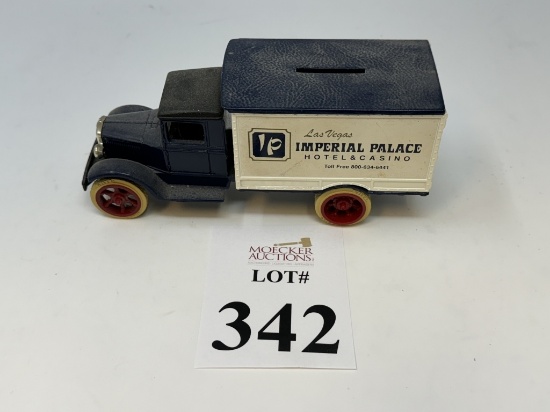 IP
Las Vegas
IMPERIAL PALACE
HOTEL & CASINO
Toll Free 800-634-6441
MOECKER
AUCTIONS
LOT#
342